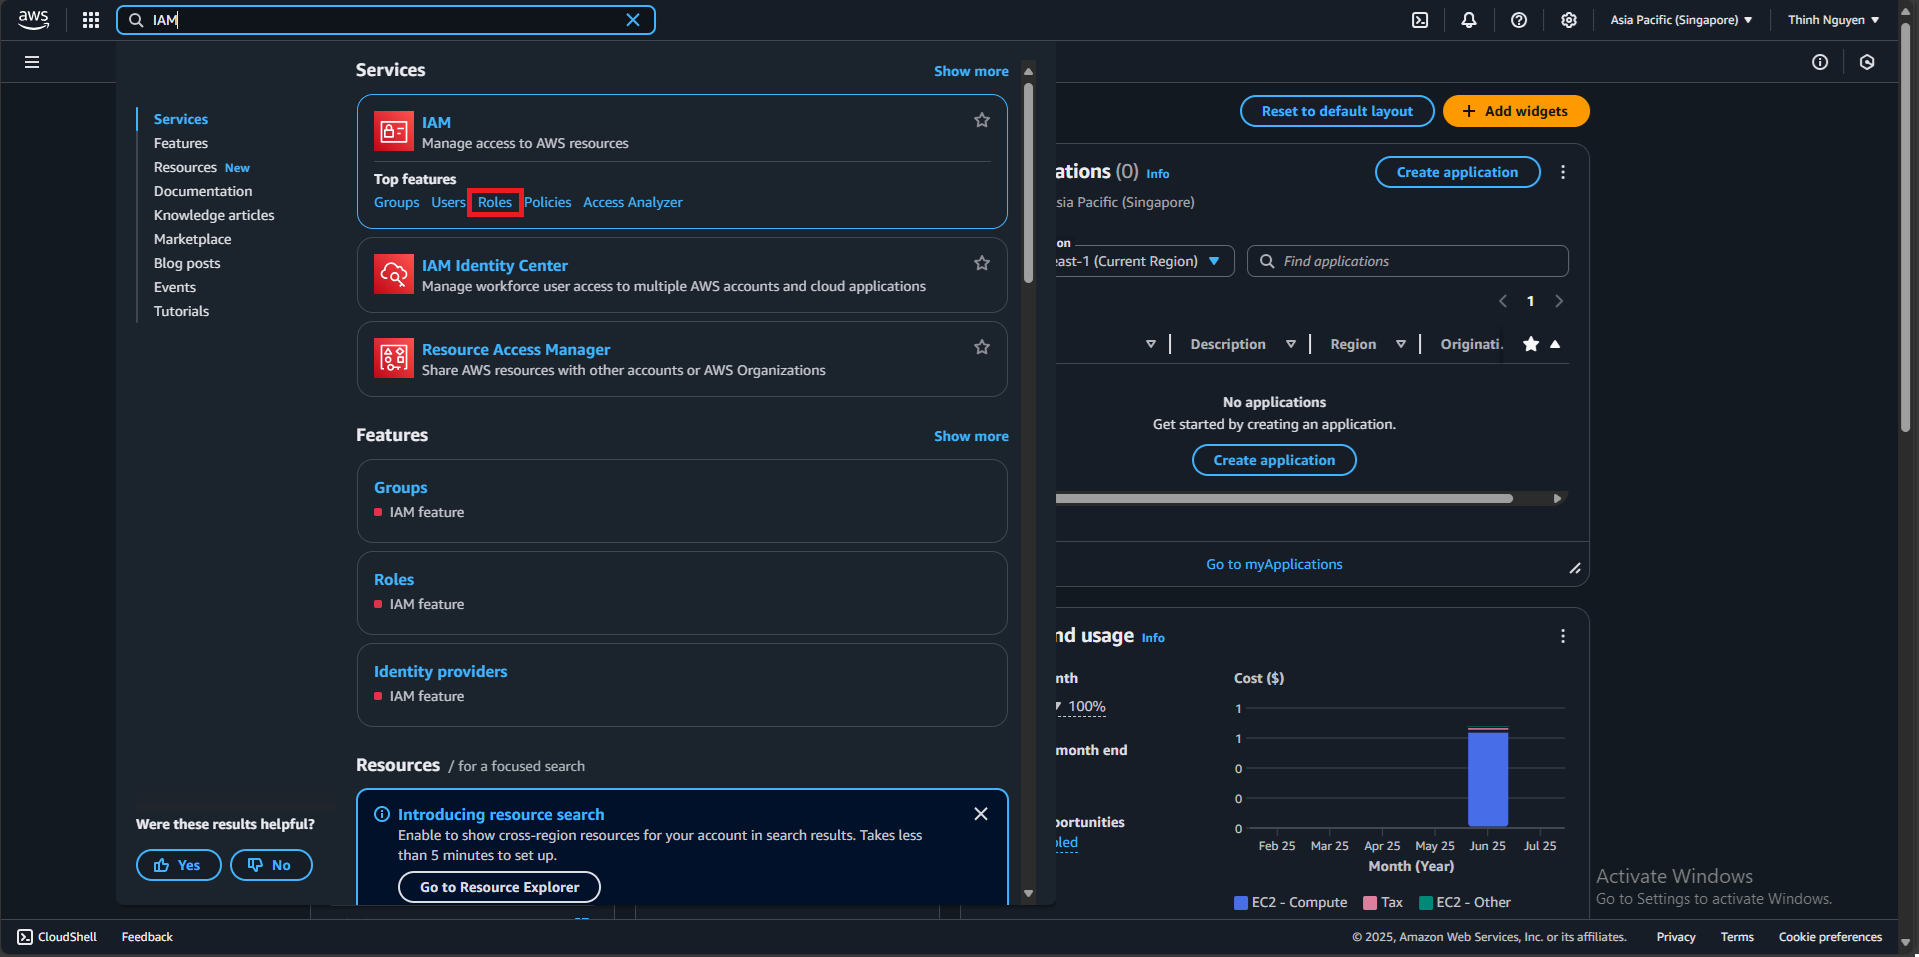 aws
IAM
Asia Pacific (Singapore)
Thinh Nguyen
Services
Features
Resources New
Documentation
Knowledge articles
Marketplace
Blog posts
Events
Tutorials
Were these results helpful?
Yes
No
Services
Show more
IAM
Manage access to AWS resources
Top features
Groups Users Roles Policies Access Analyzer
IAM Identity Center
Manage workforce user access to multiple AWS accounts and cloud applications
Resource Access Manager
Share AWS resources with other accounts or AWS Organizations
Features
Show more
Groups
IAM feature
Roles
IAM feature
Identity providers
IAM feature
Resources / for a focused search
Introducing resource search
Enable to show cross-region resources for your account in search results. Takes less
than 5 minutes to set up.
Go to Resource Explorer
Reset to default layout
+ Add widgets
ations (0) Info
Create application
sia Pacific (Singapore)
on
east-1 (Current Region)
Find applications
1
Description
Region
Originati.
No applications
Get started by creating an application.
Create application
Go to myApplications
nd usage Info
nth
100%
month end
portunities
bled
Cost ($)
1
1
0
0
0
Feb 25 Mar 25 Apr 25 May 25 Jun 25 Jul 25
Month (Year)
EC2 - Compute Tax EC2 - Other
Activate Windows
Go to Settings to activate Windows.
CloudShell
Feedback
© 2025, Amazon Web Services, Inc. or its affiliates.
Privacy
Terms
Cookie preferences